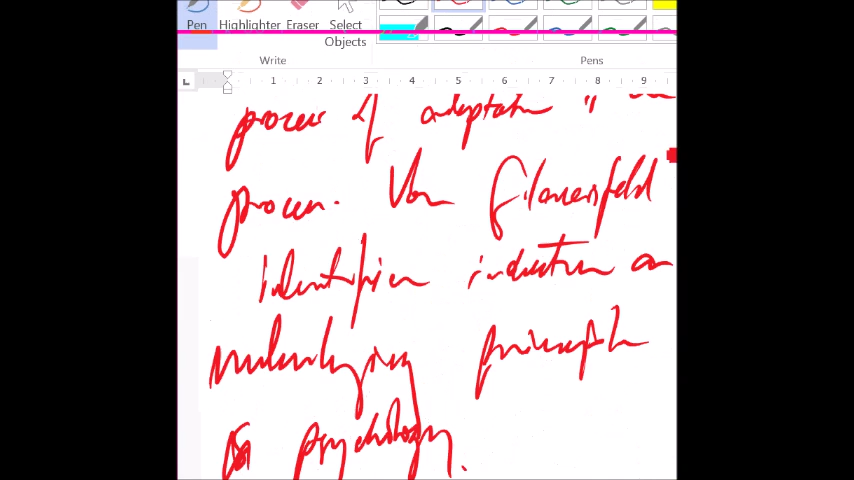 Pen Highlighter Eraser Select Objects
Write Pens
1 2 3 4 5 6 7 8 9
process of adaptation "
process. Von Glasersfeld
identifies induction as
underlying principle
psychology.